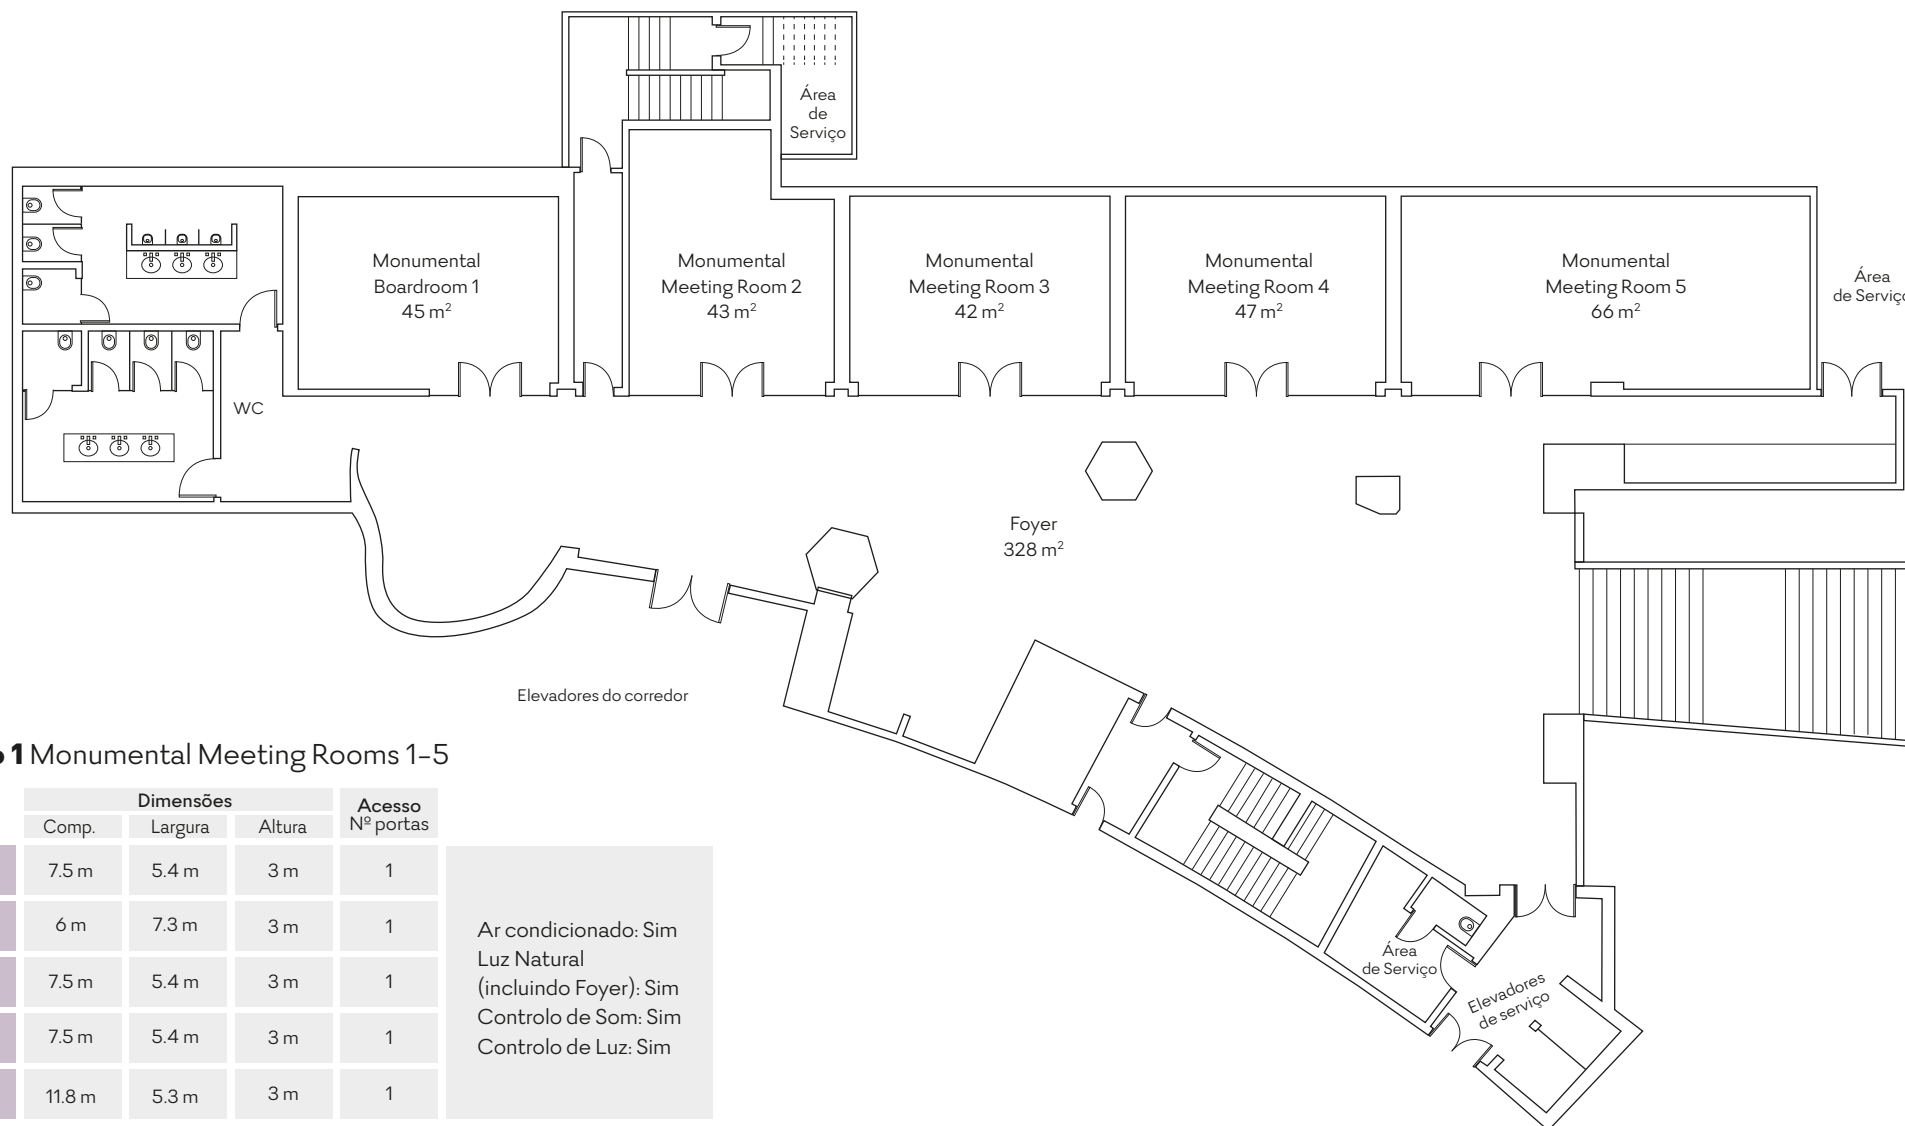 Área
de
Serviço
Monumental
Boardroom 1
45 m²
Monumental
Meeting Room 2
43 m²
Monumental
Meeting Room 3
42 m²
Monumental
Meeting Room 4
47 m²
Monumental
Meeting Room 5
66 m²
Área
de Serviço
WC
Foyer
328 m²
Elevadores do corredor
o 1 Monumental Meeting Rooms 1–5
Dimensões
Acesso
Nº portas
Comp. Largura Altura
7.5 m 5.4 m 3 m 1
6 m 7.3 m 3 m 1
7.5 m 5.4 m 3 m 1
7.5 m 5.4 m 3 m 1
11.8 m 5.3 m 3 m 1
Ar condicionado: Sim
Luz Natural
(incluindo Foyer): Sim
Controlo de Som: Sim
Controlo de Luz: Sim
Área
de Serviço
Elevadores
de serviço